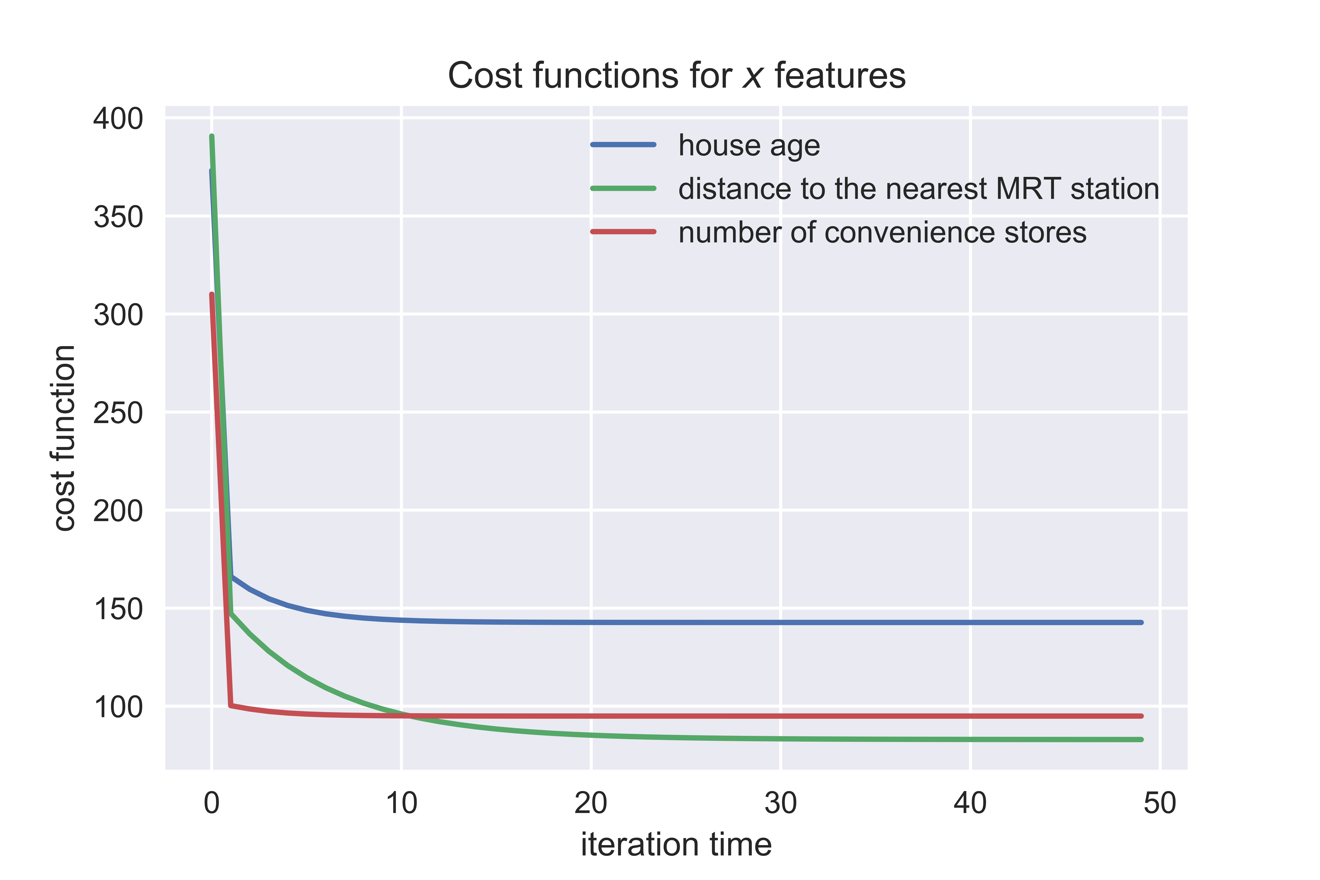 Cost functions for x features
400
350
300
250
200
150
100
cost function
house age
distance to the nearest MRT station
number of convenience stores
0 10 20 30 40 50
iteration time